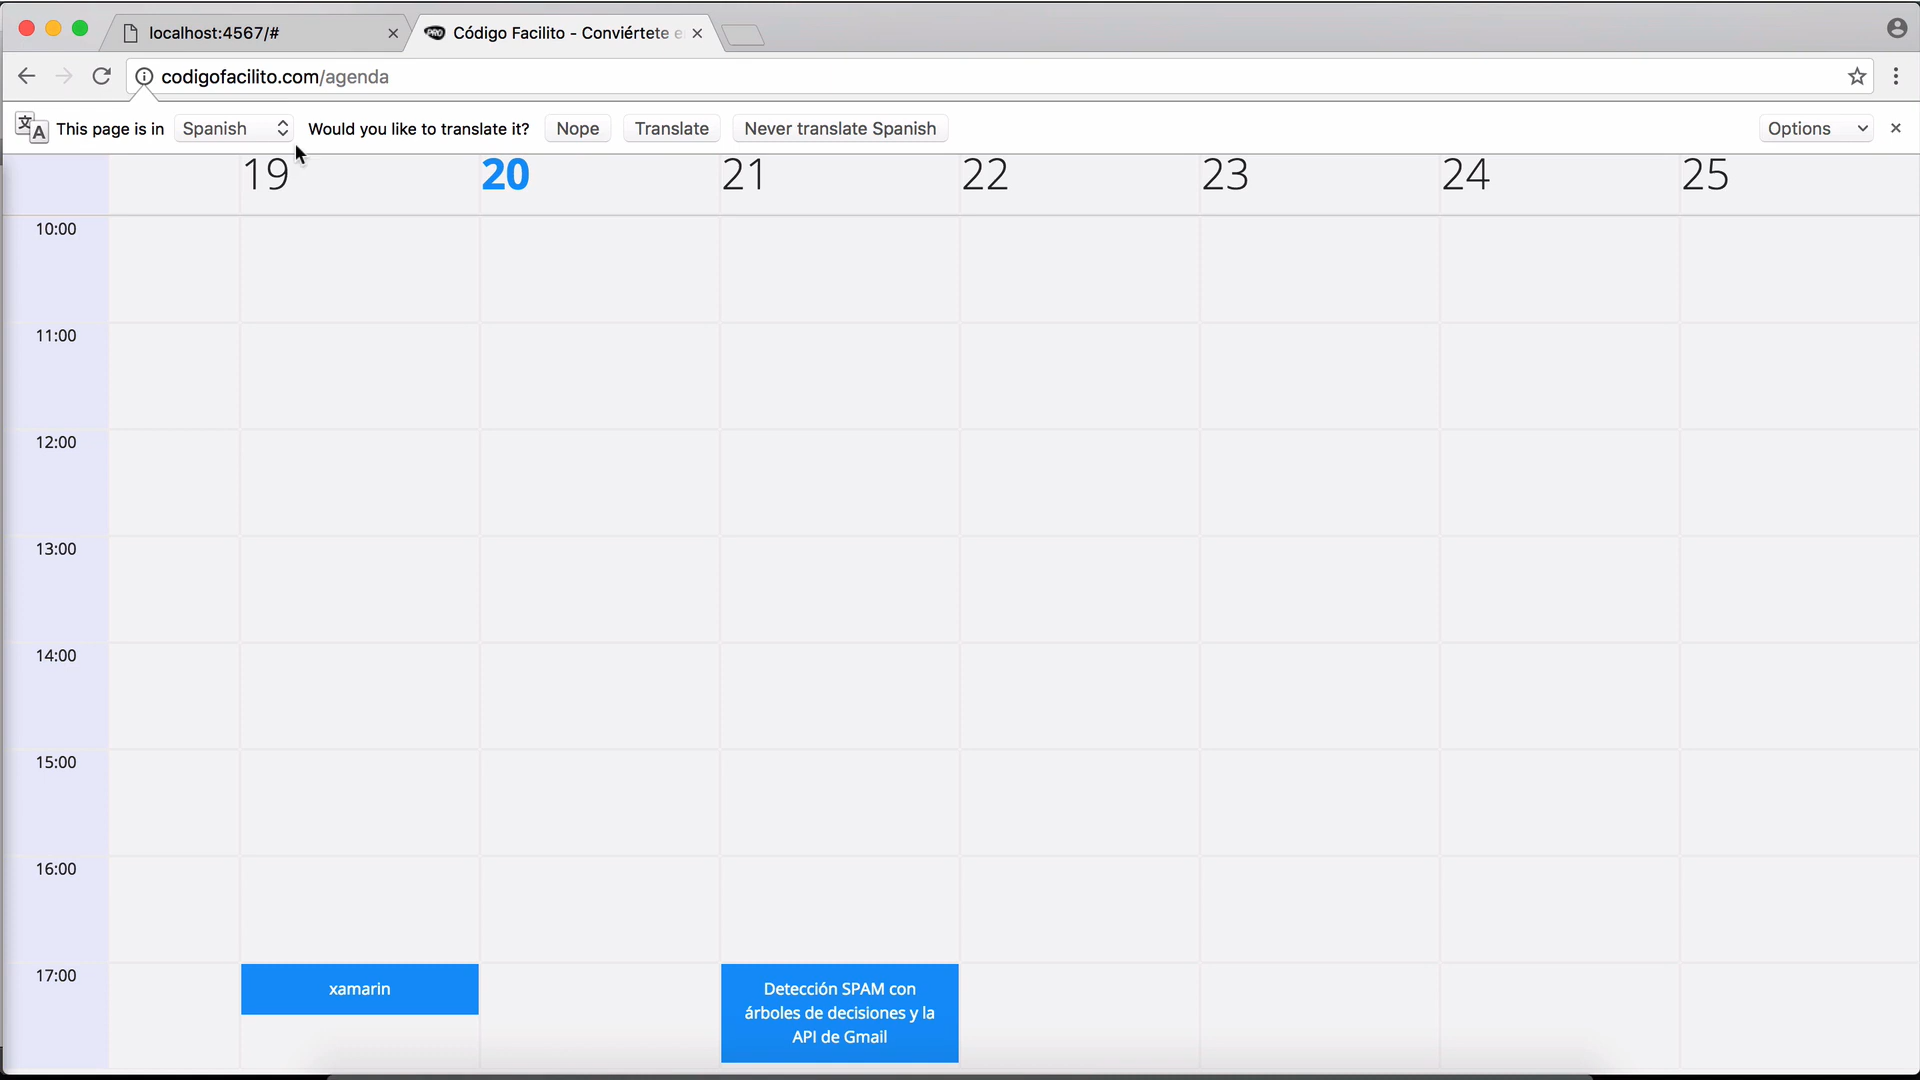 localhost:4567/#
Código Facilito - Conviértete e
codigofacilito.com/agenda
This page is in Spanish Would you like to translate it? Nope Translate Never translate Spanish Options
19 20 21 22 23 24 25
10:00
11:00
12:00
13:00
14:00
15:00
16:00
17:00
xamarin
Detección SPAM con
árboles de decisiones y la
API de Gmail